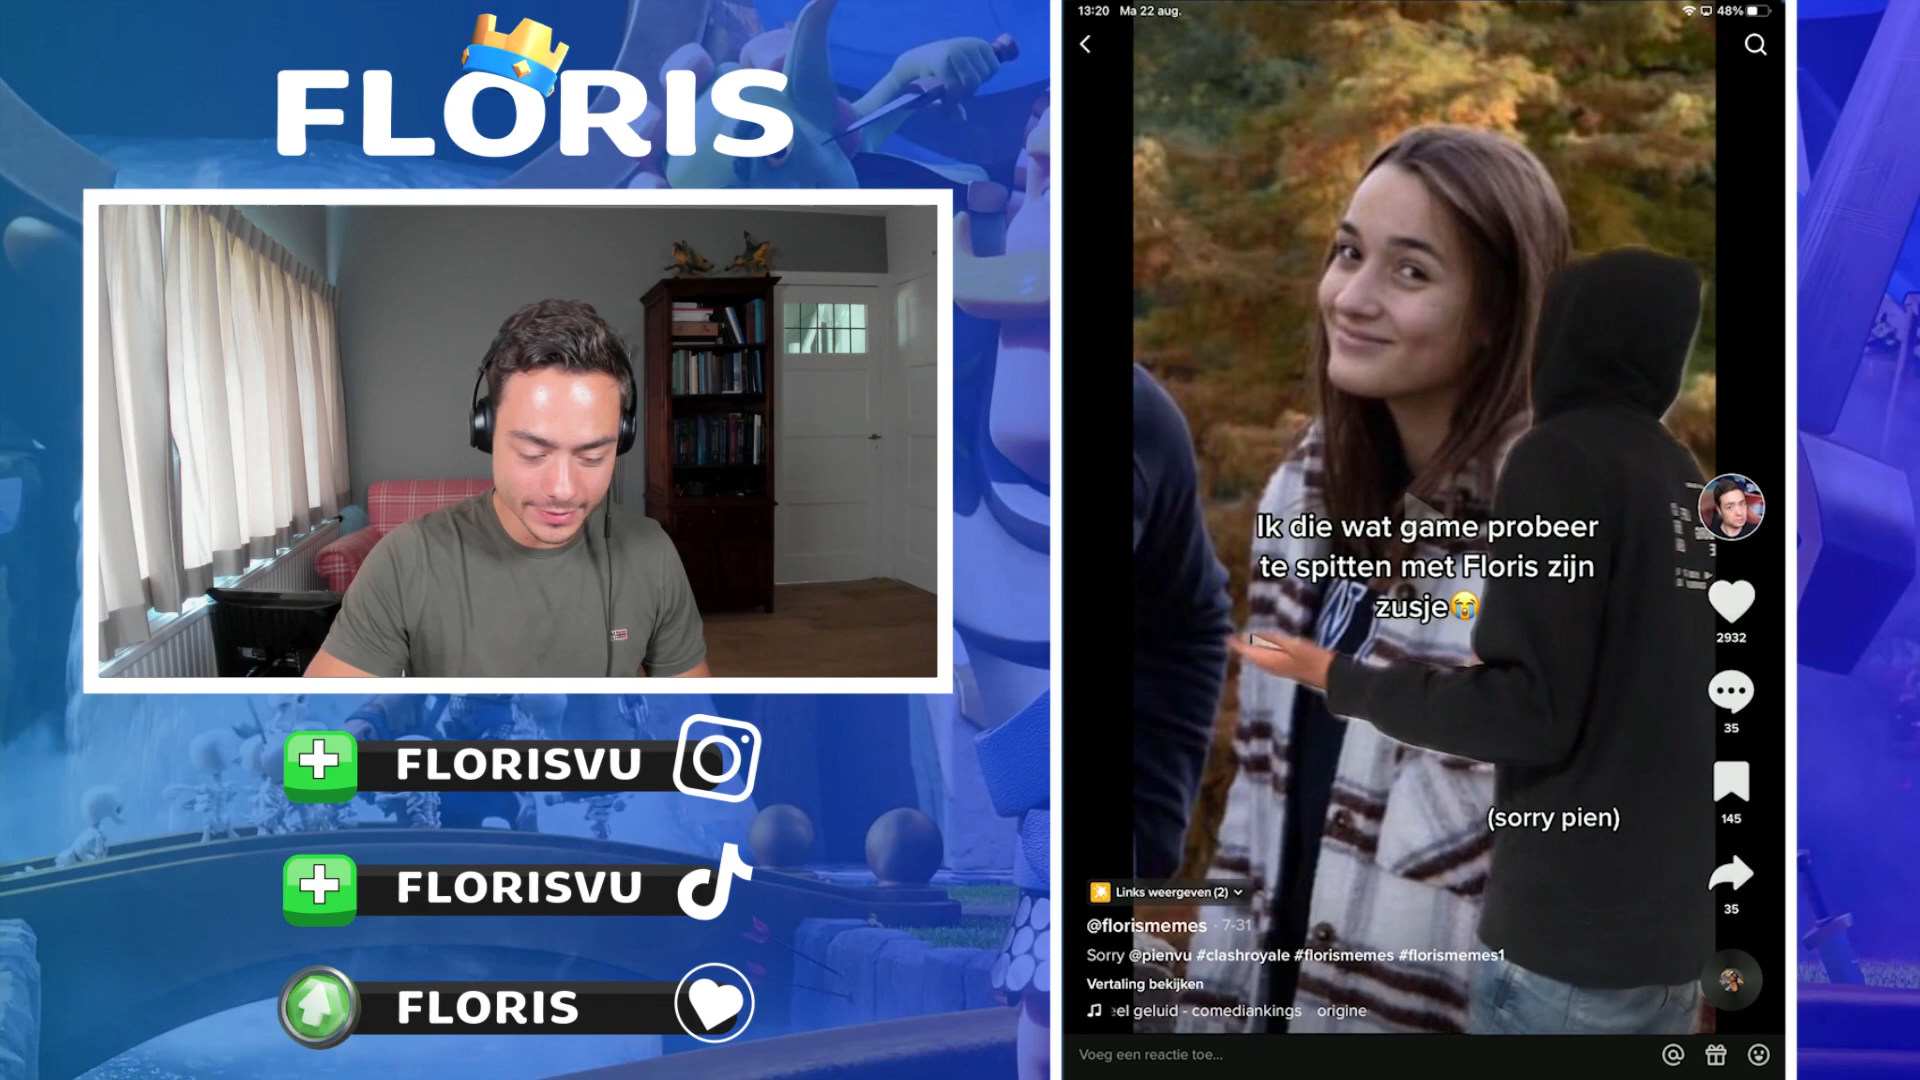 FLORIS
FLORISVU
FLORISVU
FLORIS
13:20 Ma 22 aug.
48%
Ik die wat game probeer
te spitten met Floris zijn
zusje😭
2932
35
(sorry pien)
145
35
Links weergeven (2)
@florismemes · 7-31
Sorry @pienvu #clashroyale #florismemes #florismemes1
Vertaling bekijken
eel geluid - comediankings origine
Voeg een reactie toe...